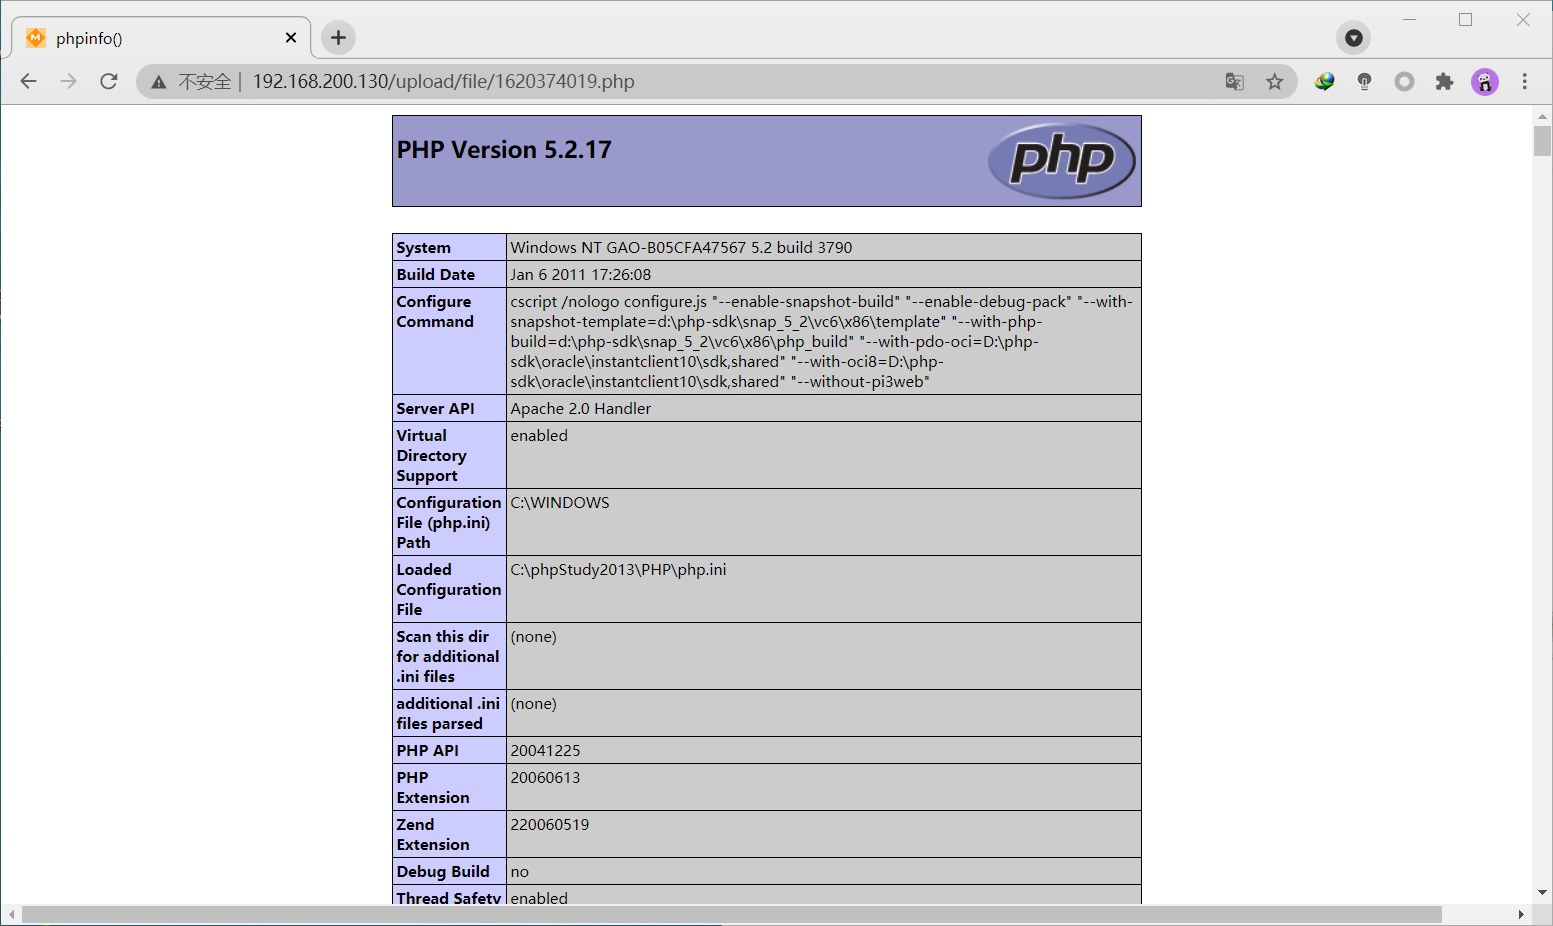 phpinfo()
不安全 | 192.168.200.130/upload/file/1620374019.php
PHP Version 5.2.17
php
System Windows NT GAO-B05CFA47567 5.2 build 3790
Build Date Jan 6 2011 17:26:08
Configure Command cscript /nologo configure.js "--enable-snapshot-build" "--enable-debug-pack" "--with-
snapshot-template=d:\php-sdk\snap_5_2\vc6\x86\template" "--with-php-
build=d:\php-sdk\snap_5_2\vc6\x86\php_build" "--with-pdo-oci=D:\php-
sdk\oracle\instantclient10\sdk,shared" "--with-oci8=D:\php-
sdk\oracle\instantclient10\sdk,shared" "--without-pi3web"
Server API Apache 2.0 Handler
Virtual Directory Support enabled
Configuration File (php.ini) Path C:\WINDOWS
Loaded Configuration File C:\phpStudy2013\PHP\php.ini
Scan this dir for additional .ini files (none)
additional .ini files parsed (none)
PHP API 20041225
PHP Extension 20060613
Zend Extension 220060519
Debug Build no
Thread Safety enabled